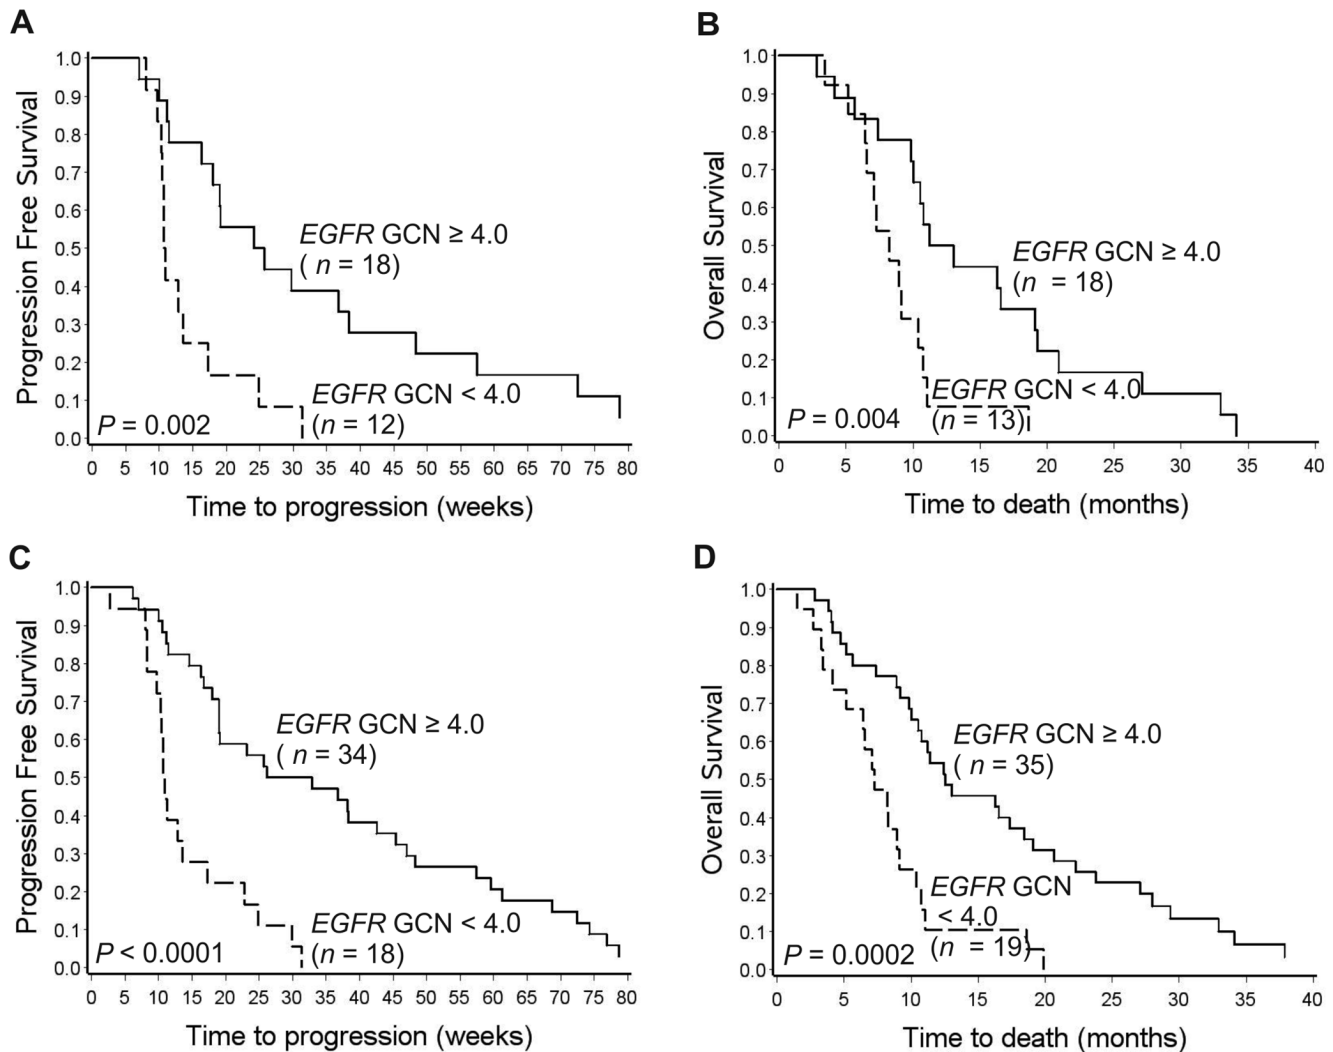 A
Progression Free Survival
1.0
0.9
0.8
0.7
0.6
0.5
0.4
0.3
0.2
0.1
0.0
EGFR GCN ≥ 4.0
( n = 18)
EGFR GCN < 4.0
(n = 12)
P = 0.002
0 5 10 15 20 25 30 35 40 45 50 55 60 65 70 75 80
Time to progression (weeks)
B
Overall Survival
1.0
0.9
0.8
0.7
0.6
0.5
0.4
0.3
0.2
0.1
0.0
EGFR GCN ≥ 4.0
(n = 18)
EGFR GCN < 4.0
(n = 13)
P = 0.004
0 5 10 15 20 25 30 35 40
Time to death (months)
C
Progression Free Survival
1.0
0.9
0.8
0.7
0.6
0.5
0.4
0.3
0.2
0.1
0.0
EGFR GCN ≥ 4.0
( n = 34)
EGFR GCN < 4.0
(n = 18)
P < 0.0001
0 5 10 15 20 25 30 35 40 45 50 55 60 65 70 75 80
Time to progression (weeks)
D
Overall Survival
1.0
0.9
0.8
0.7
0.6
0.5
0.4
0.3
0.2
0.1
0.0
EGFR GCN ≥ 4.0
( n = 35)
EGFR GCN
< 4.0
(n = 19)
P = 0.0002
0 5 10 15 20 25 30 35 40
Time to death (months)